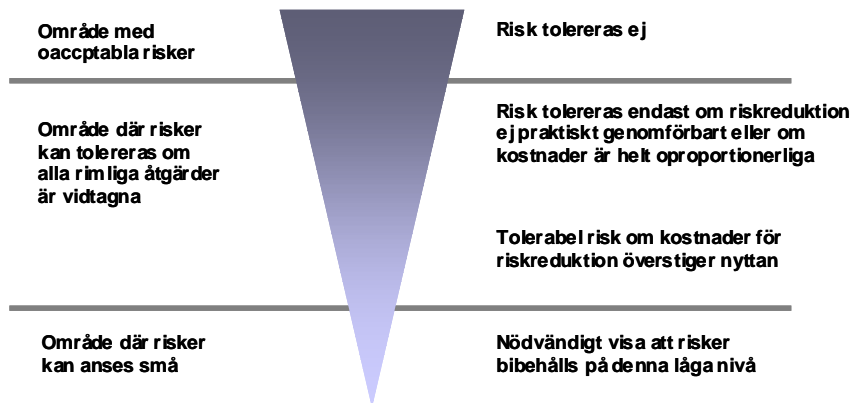 Område med
oaccptabla risker
Risk tolereras ej
Område där risker
kan tolereras om
alla rimliga åtgärder
är vidtagna
Risk tolereras endast om riskreduktion
ej praktiskt genomförbart eller om
kostnader är helt oproportionerliga
Tolerabel risk om kostnader för
riskreduktion överstiger nyttan
Område där risker
kan anses små
Nödvändigt visa att risker
bibehålls på denna låga nivå